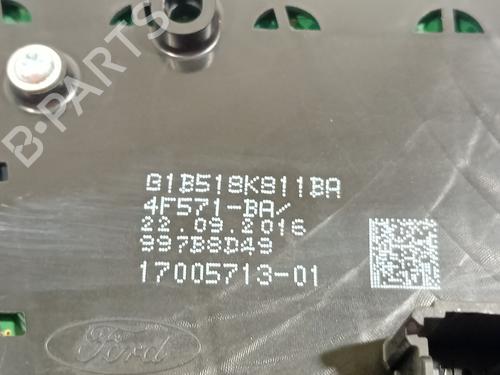 B-PARTS
G1B518K811BA
4F571-BA/
22.09.2016
997B8D49
17005713-01
Ford